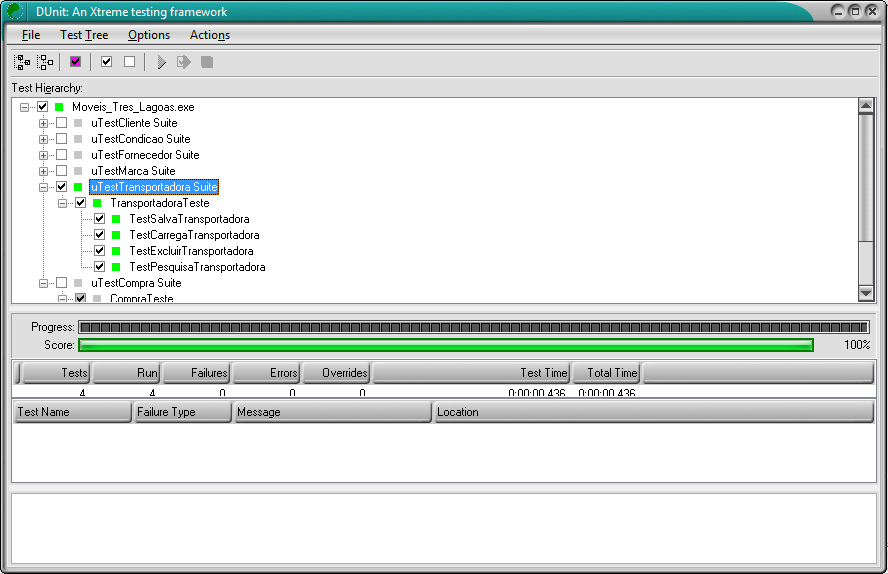 DUnit: An Xtreme testing framework
File Test Tree Options Actions
Test Hierarchy:
Moveis_Tres_Lagoas.exe
uTestCliente Suite
uTestCondicao Suite
uTestFornecedor Suite
uTestMarca Suite
uTestTransportadora Suite
TransportadoraTeste
TestSalvaTransportadora
TestCarregaTransportadora
TestExcluirTransportadora
TestPesquisaTransportadora
uTestCompra Suite
CompraTeste
Progress:
Score: 100%
Tests Run Failures Errors Overrides Test Time Total Time
4 4 0 0 0 0:00:00.436 0:00:00.436
Test Name Failure Type Message Location